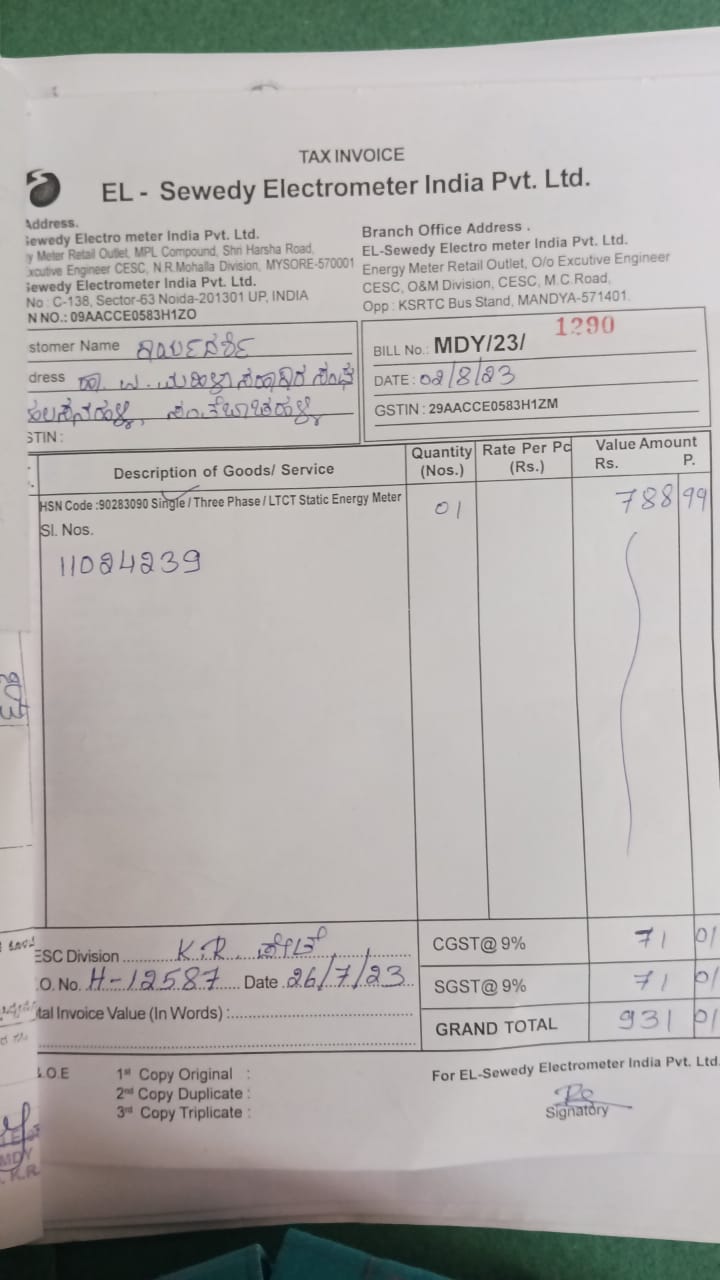 TAX INVOICE
EL - Sewedy Electrometer India Pvt. Ltd.
Address.
Sewedy Electro meter India Pvt. Ltd.
y Meter Retail Outlet, MPL Compound, Shri Harsha Road,
xcutive Engineer CESC, N.R.Mohalla Division, MYSORE-570001
Sewedy Electrometer India Pvt. Ltd.
No : C-138, Sector-63 Noida-201301 UP, INDIA
N NO.: 09AACCE0583H1ZO
Branch Office Address .
EL-Sewedy Electro meter India Pvt. Ltd.
Energy Meter Retail Outlet, O/o Excutive Engineer
CESC, O&M Division, CESC, M.C.Road,
Opp : KSRTC Bus Stand, MANDYA-571401.
stomer Name
dress
STIN :
BILL No.: MDY/23/ 1290
DATE : 02/8/23
GSTIN : 29AACCE0583H1ZM
Description of Goods/ Service Quantity (Nos.) Rate Per Pc (Rs.) Value Amount Rs. P.
HSN Code :90283090 Single / Three Phase / LTCT Static Energy Meter 01 788 99
Sl. Nos.
11024239
ESC Division K.R.
O. No. H-12587 Date 26/7/23
tal Invoice Value (In Words) :
CGST@ 9% 71 01
SGST@ 9% 71 01
GRAND TOTAL 931 01
& O.E
1st Copy Original :
2nd Copy Duplicate :
3rd Copy Triplicate :
For EL-Sewedy Electrometer India Pvt. Ltd.
Signatory
MDY
K.R.